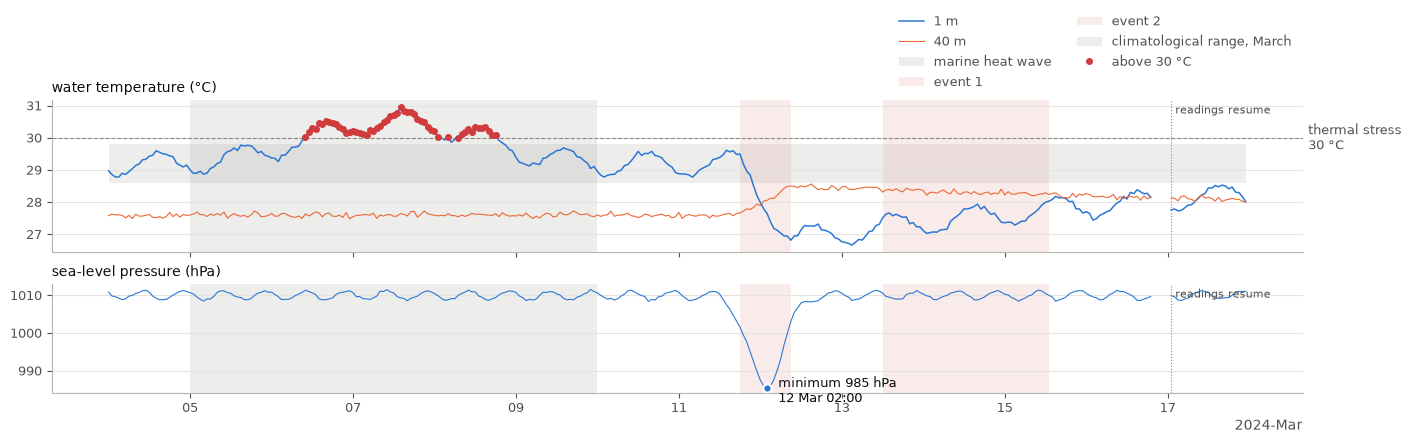 1 m
40 m
marine heat wave
event 1
event 2
climatological range, March
above 30 °C
water temperature (°C)
31
30
29
28
27
readings resume
thermal stress
30 °C
sea-level pressure (hPa)
1010
1000
990
readings resume
minimum 985 hPa
12 Mar 02:00
05
07
09
11
13
15
17
2024-Mar